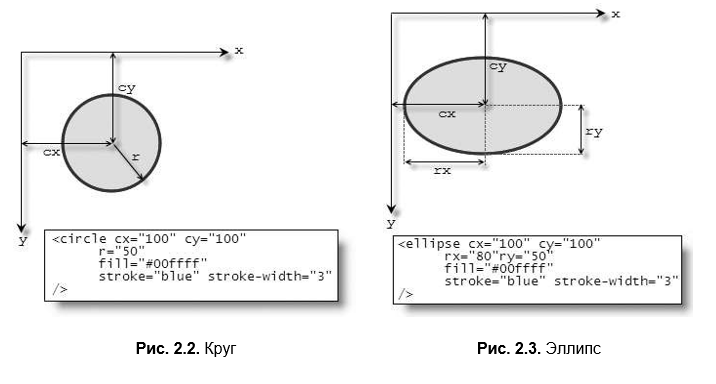 x
cy
cx
r
y
<circle cx="100" cy="100"
r="50"
fill="#00ffff"
stroke="blue" stroke-width="3"
/>
Рис. 2.2. Круг
x
cy
cx
ry
rx
y
<ellipse cx="100" cy="100"
rx="80"ry="50"
fill="#00ffff"
stroke="blue" stroke-width="3"
/>
Рис. 2.3. Эллипс